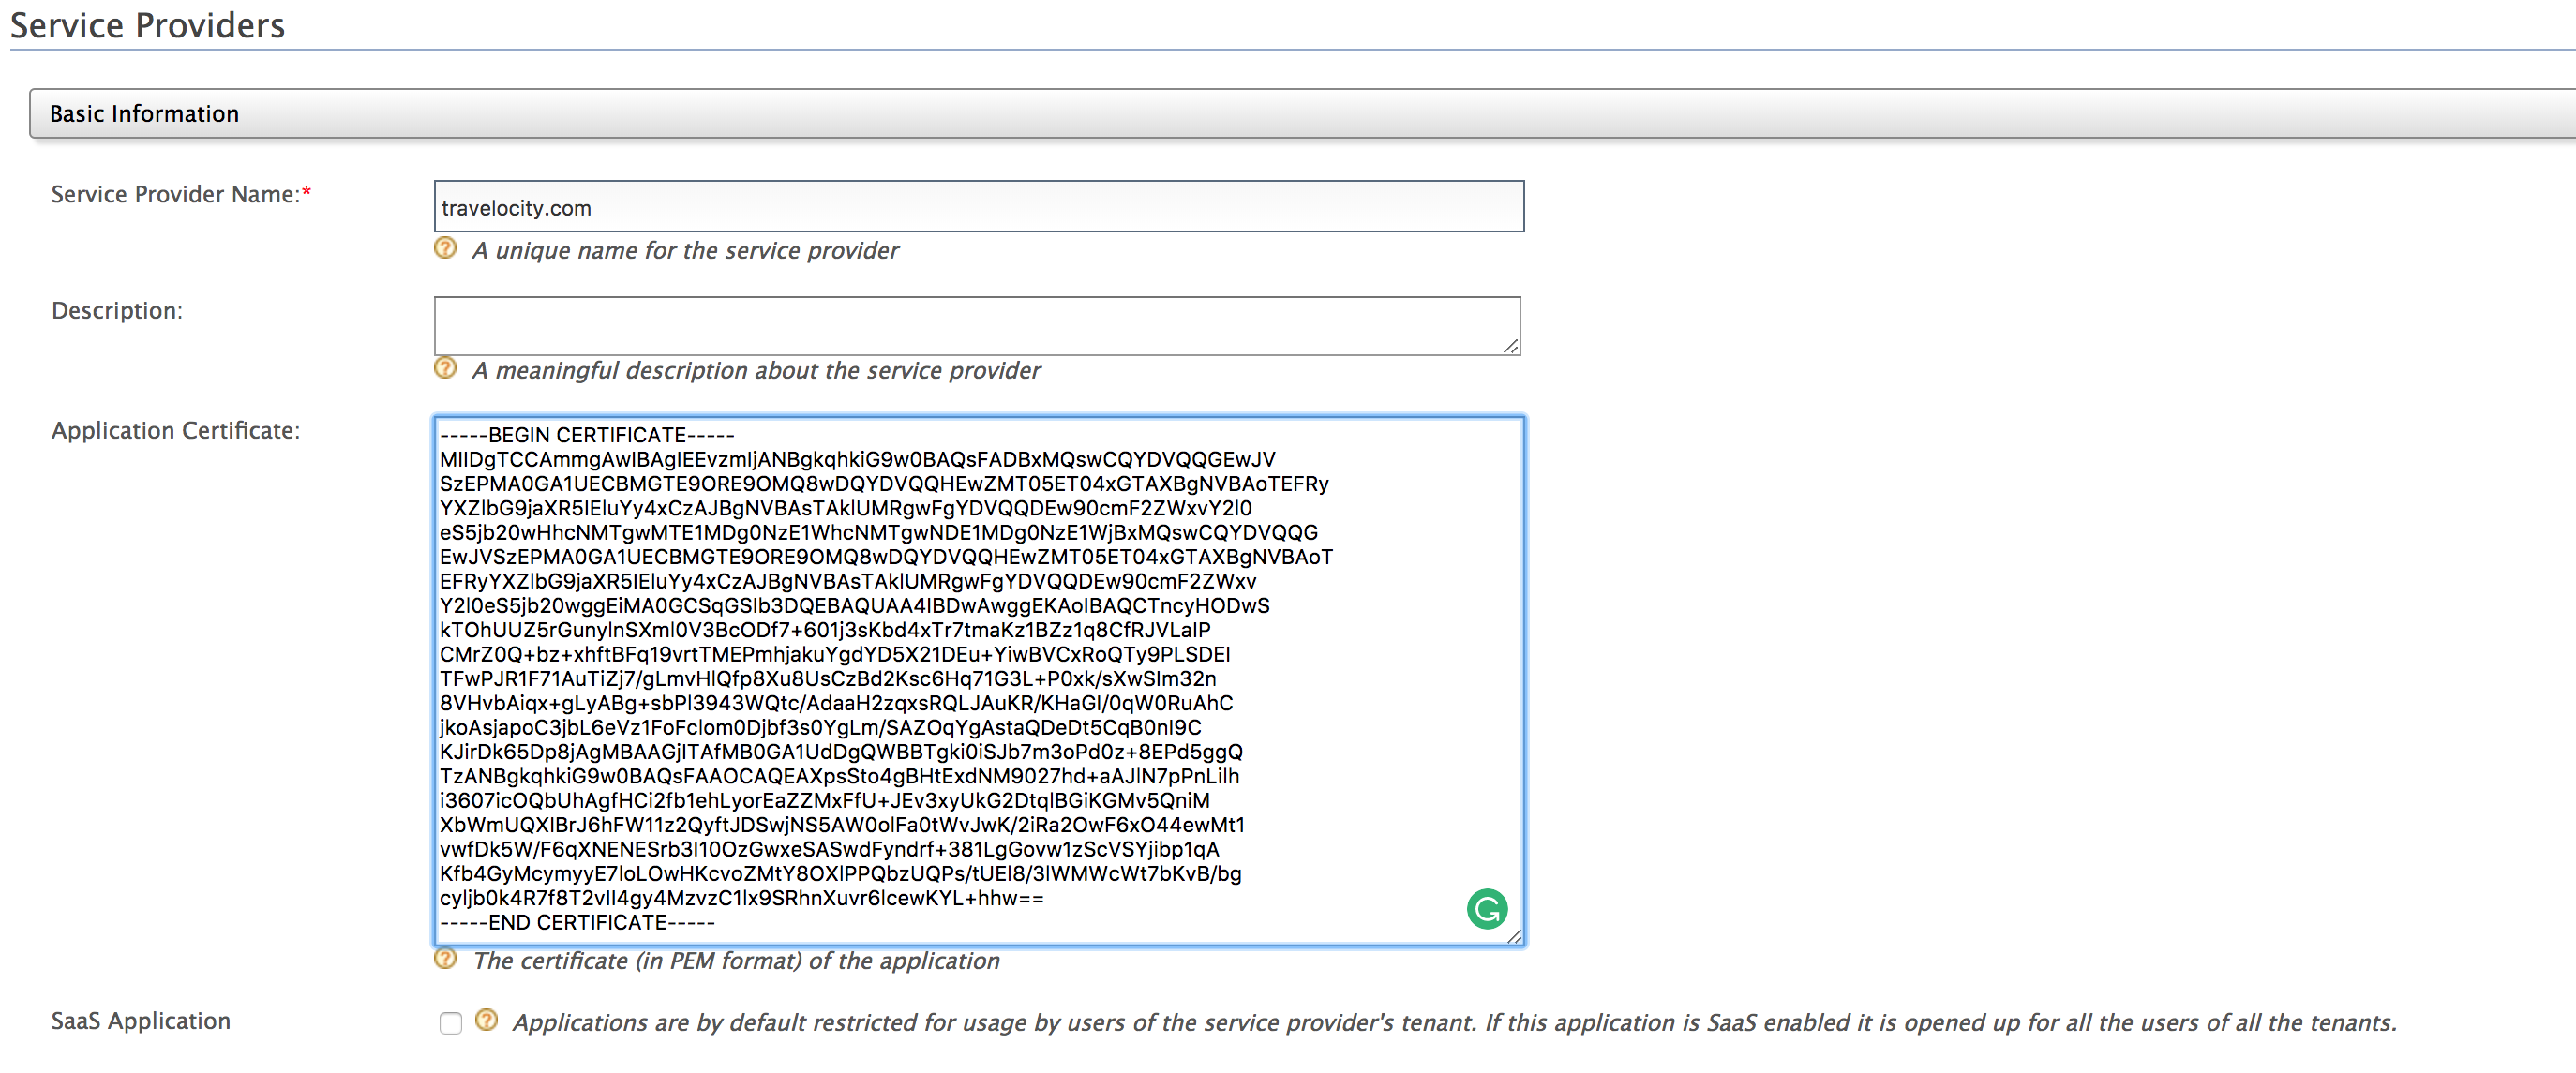 Service Providers
Basic Information
Service Provider Name:*
travelocity.com
? A unique name for the service provider
Description:
? A meaningful description about the service provider
Application Certificate:
-----BEGIN CERTIFICATE-----
MIIDgTCCAmmgAwIBAgIEEvzmIjANBgkqhkiG9w0BAQsFADBxMQswCQYDVQQGEwJV
SzEPMA0GA1UECBMGTE9ORE9OMQ8wDQYDVQQHEwZMT05ET04xGTAXBgNVBAoTEFRy
YXZlbG9jaXR5IEluYy4xCzAJBgNVBAsTAklUMRgwFgYDVQQDEw90cmF2ZWxvY2l0
eS5jb20wHhcNMTgwMTE1MDg0NzE1WhcNMTgwNDE1MDg0NzE1WjBxMQswCQYDVQQG
EwJVSzEPMA0GA1UECBMGTE9ORE9OMQ8wDQYDVQQHEwZMT05ET04xGTAXBgNVBAoT
EFRyYXZlbG9jaXR5IEluYy4xCzAJBgNVBAsTAklUMRgwFgYDVQQDEw90cmF2ZWxv
Y2l0eS5jb20wggEiMA0GCSqGSIb3DQEBAQUAA4IBDwAwggEKAoIBAQCTncyHODwS
kTOhUUZ5rGunylnSXml0V3BcODf7+601j3sKbd4xTr7tmaKz1BZz1q8CfRJVLaIP
CMrZ0Q+bz+xhftBFq19vrtTMEPmhjakuYgdYD5X21DEu+YiwBVCxRoQTy9PLSDEI
TFwPJR1F71AuTiZj7/gLmvHlQfp8Xu8UsCzBd2Ksc6Hq71G3L+P0xk/sXwSIm32n
8VHvbAiqx+gLyABg+sbPl3943WQtc/AdaaH2zqxsRQLJAuKR/KHaGl/0qW0RuAhC
jkoAsjapoC3jbL6eVz1FoFclom0Djbf3s0YgLm/SAZOqYgAstaQDeDt5CqB0nI9C
KJirDk65Dp8jAgMBAAGjITAfMB0GA1UdDgQWBBTgki0iSJb7m3oPd0z+8EPd5ggQ
TzANBgkqhkiG9w0BAQsFAAOCAQEAXpsSto4gBHtExdNM9027hd+aAJlN7pPnLilh
i3607icOQbUhAgfHCi2fb1ehLyorEaZZMxFfU+JEv3xyUkG2DtqlBGiKGMv5QniM
XbWmUQXIBrJ6hFW11z2QyftJDSwjNS5AW0olFa0tWvJwK/2iRa2OwF6xO44ewMt1
vwfDk5W/F6qXNENESrb3I10OzGwxeSASwdFyndrf+381LgGovw1zScVSYjibp1qA
Kfb4GyMcymyyE7loLOwHKcvoZMtY8OXlPPQbzUQPs/tUEl8/3lWMWcWt7bKvB/bg
cyljb0k4R7f8T2vIl4gy4MzvzC1lx9SRhnXuvr6lcewKYL+hhw==
-----END CERTIFICATE-----
? The certificate (in PEM format) of the application
SaaS Application
? Applications are by default restricted for usage by users of the service provider's tenant. If this application is SaaS enabled it is opened up for all the users of all the tenants.